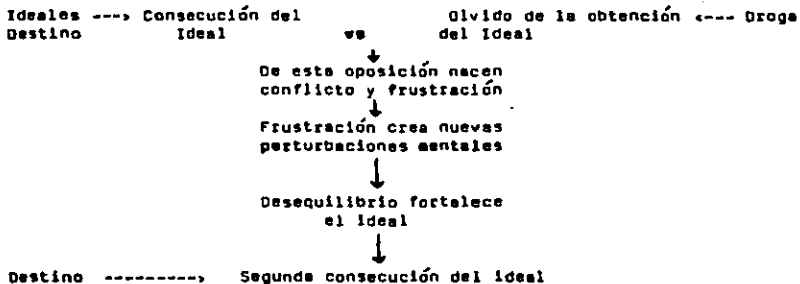 Ideales ---> Consecución del Olvido de la obtención <--- Droga
Destino Ideal vs del Ideal
De esta oposición nacen
conflicto y frustración
Frustración crea nuevas
perturbaciones mentales
Desequilibrio fortalece
el ideal
Destino ---------> Segunda consecución del ideal